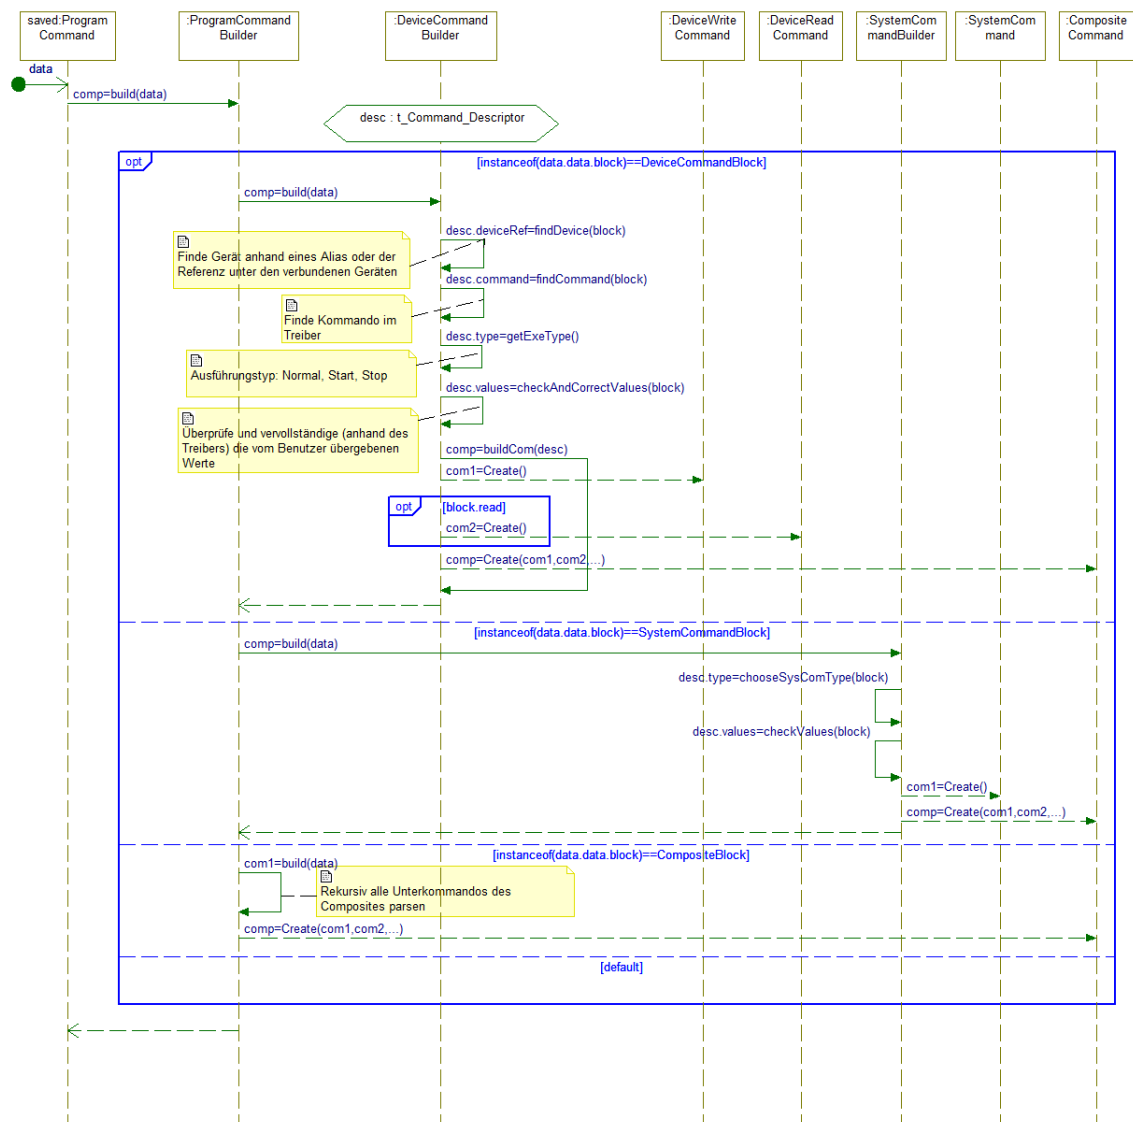 saved:Program
Command
:ProgramCommand
Builder
:DeviceCommand
Builder
:DeviceWrite
Command
:DeviceRead
Command
:SystemCom
mandBuilder
:SystemCom
mand
:Composite
Command
data
comp=build(data)
desc : t_Command_Descriptor
opt
[instanceof(data.data.block)==DeviceCommandBlock]
comp=build(data)
desc.deviceRef=findDevice(block)
Finde Gerät anhand eines Alias oder der
Referenz unter den verbundenen Geräten
desc.command=findCommand(block)
Finde Kommando im
Treiber
desc.type=getExeType()
Ausführungstyp: Normal, Start, Stop
desc.values=checkAndCorrectValues(block)
Überprüfe und vervollständige (anhand des
Treibers) die vom Benutzer übergebenen
Werte
comp=buildCom(desc)
com1=Create()
opt
[block.read]
com2=Create()
comp=Create(com1,com2,...)
[instanceof(data.data.block)==SystemCommandBlock]
comp=build(data)
desc.type=chooseSysComType(block)
desc.values=checkValues(block)
com1=Create()
comp=Create(com1,com2,...)
[instanceof(data.data.block)==CompositeBlock]
com1=build(data)
Rekursiv alle Unterkommandos des
Composites parsen
comp=Create(com1,com2,...)
[default]